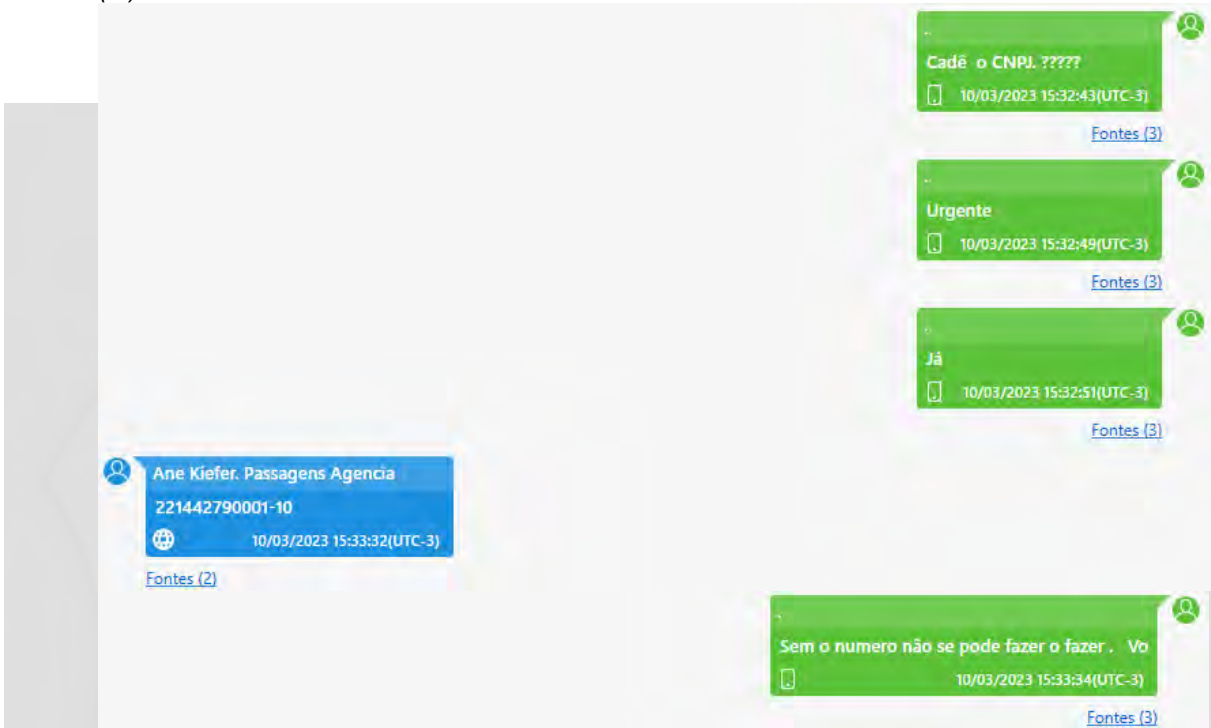 .
Cadê o CNPJ. ?????
10/03/2023 15:32:43(UTC-3)
Fontes (3)
.
Urgente
10/03/2023 15:32:49(UTC-3)
Fontes (3)
.
Já
10/03/2023 15:32:51(UTC-3)
Fontes (3)
Ane Kiefer. Passagens Agencia
221442790001-10
10/03/2023 15:33:32(UTC-3)
Fontes (2)
.
Sem o numero não se pode fazer o fazer . Vo
10/03/2023 15:33:34(UTC-3)
Fontes (3)